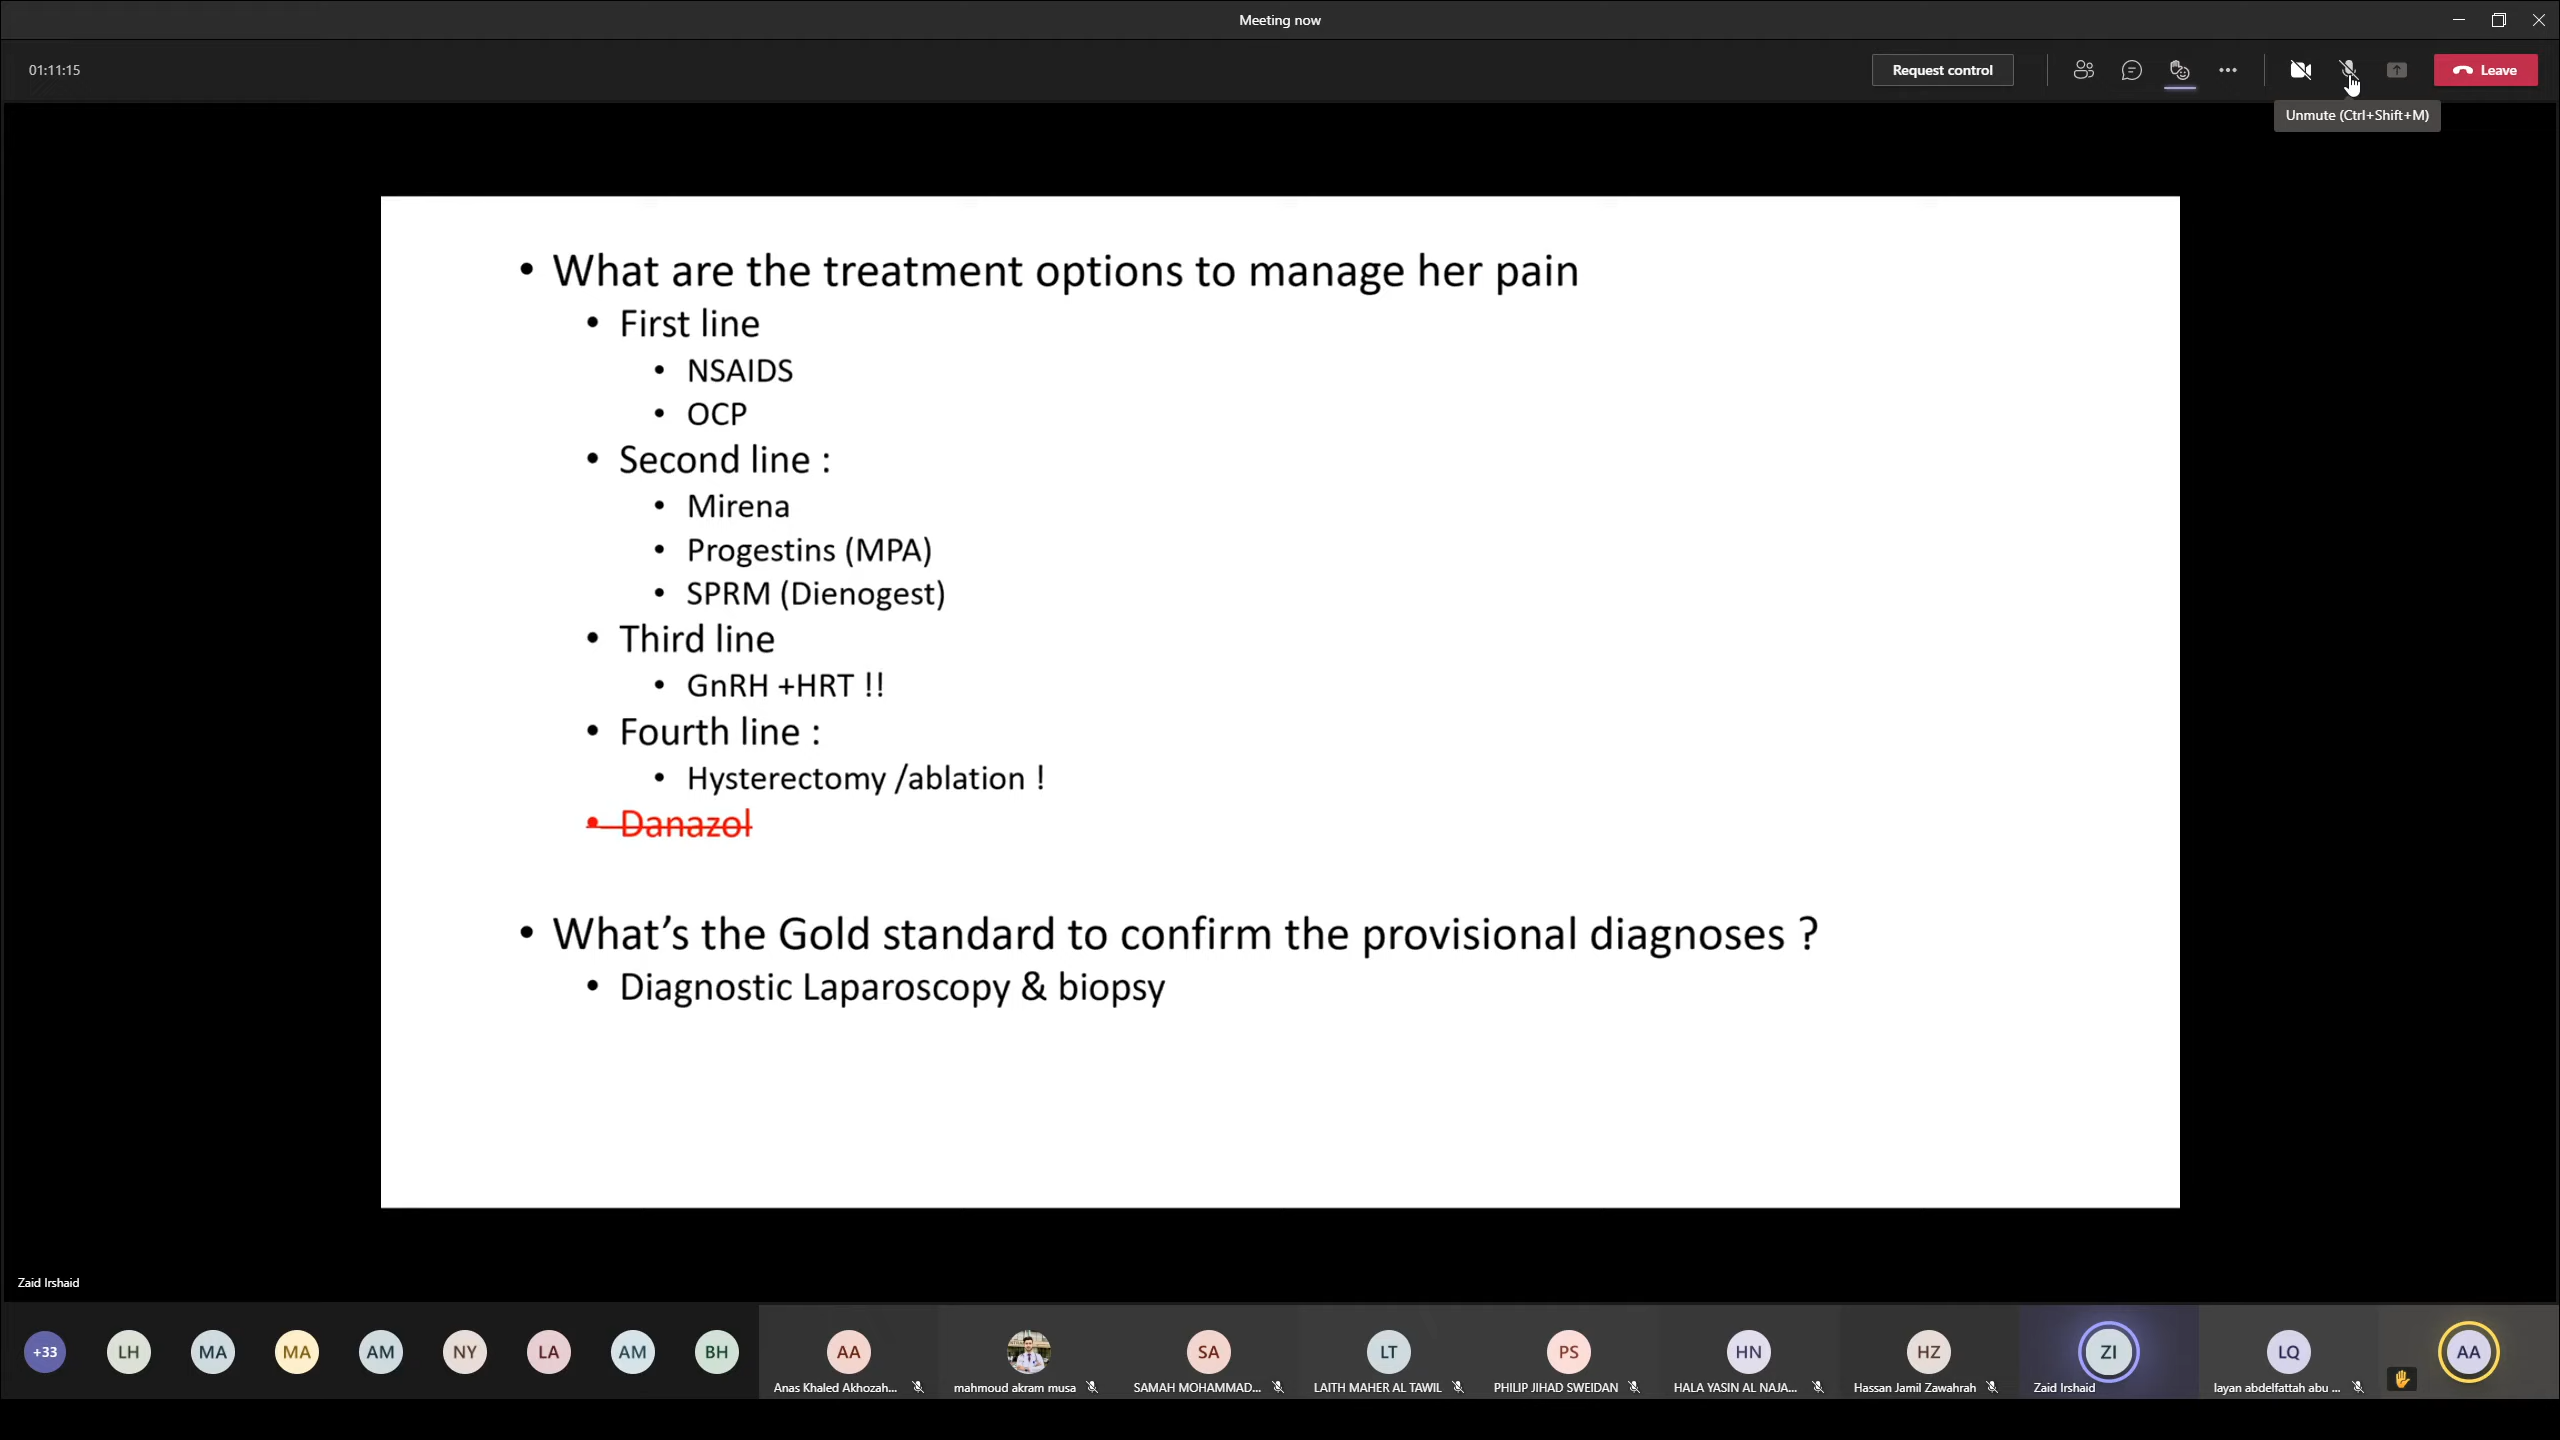 Meeting now
01:11:15
Request control
Leave
Unmute (Ctrl+Shift+M)
• What are the treatment options to manage her pain
• First line
• NSAIDS
• OCP
• Second line :
• Mirena
• Progestins (MPA)
• SPRM (Dienogest)
• Third line
• GnRH +HRT !!
• Fourth line :
• Hysterectomy /ablation !
• Danazol
• What’s the Gold standard to confirm the provisional diagnoses ?
• Diagnostic Laparoscopy & biopsy
Zaid Irshaid
+33 LH MA MA AM NY LA AM BH AA SA LT PS HN HZ ZI LQ AA
Anas Khaled Akhozah... mahmoud akram musa SAMAH MOHAMMAD... LAITH MAHER AL TAWIL PHILIP JIHAD SWEIDAN HALA YASIN AL NAJA... Hassan Jamil Zawahrah Zaid Irshaid layan abdelfattah abu ...